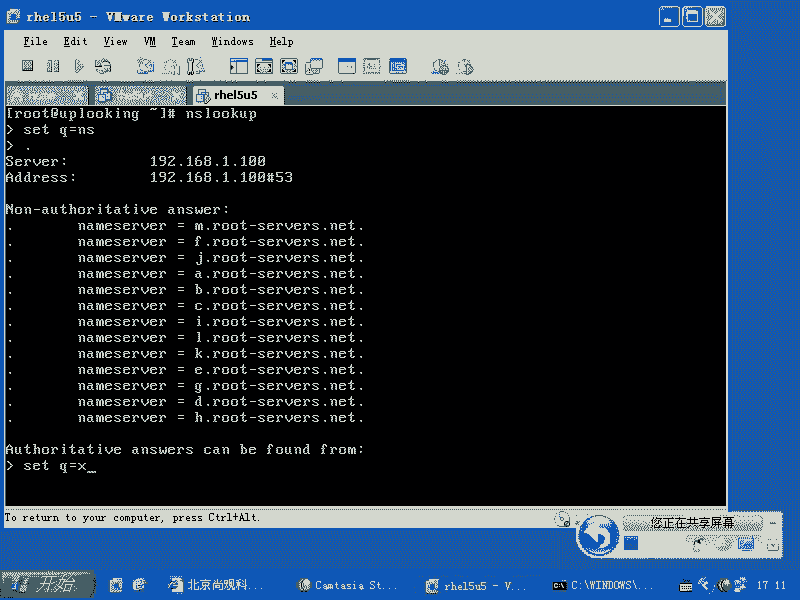 rhel5u5 - VMware Workstation
File Edit View VM Team Windows Help
rhel5u5
[root@uplooking ~]# nslookup
> set q=ns
> .
Server: 192.168.1.100
Address: 192.168.1.100#53
Non-authoritative answer:
. nameserver = m.root-servers.net.
. nameserver = f.root-servers.net.
. nameserver = j.root-servers.net.
. nameserver = a.root-servers.net.
. nameserver = b.root-servers.net.
. nameserver = c.root-servers.net.
. nameserver = i.root-servers.net.
. nameserver = l.root-servers.net.
. nameserver = k.root-servers.net.
. nameserver = e.root-servers.net.
. nameserver = g.root-servers.net.
. nameserver = d.root-servers.net.
. nameserver = h.root-servers.net.
Authoritative answers can be found from:
> set q=x_
To return to your computer, press Ctrl+Alt.
您正在共享屏幕
开始 北京尚观科... Camtasia St... rhel5u5 - V... C:\WINDOWS\... 17 11